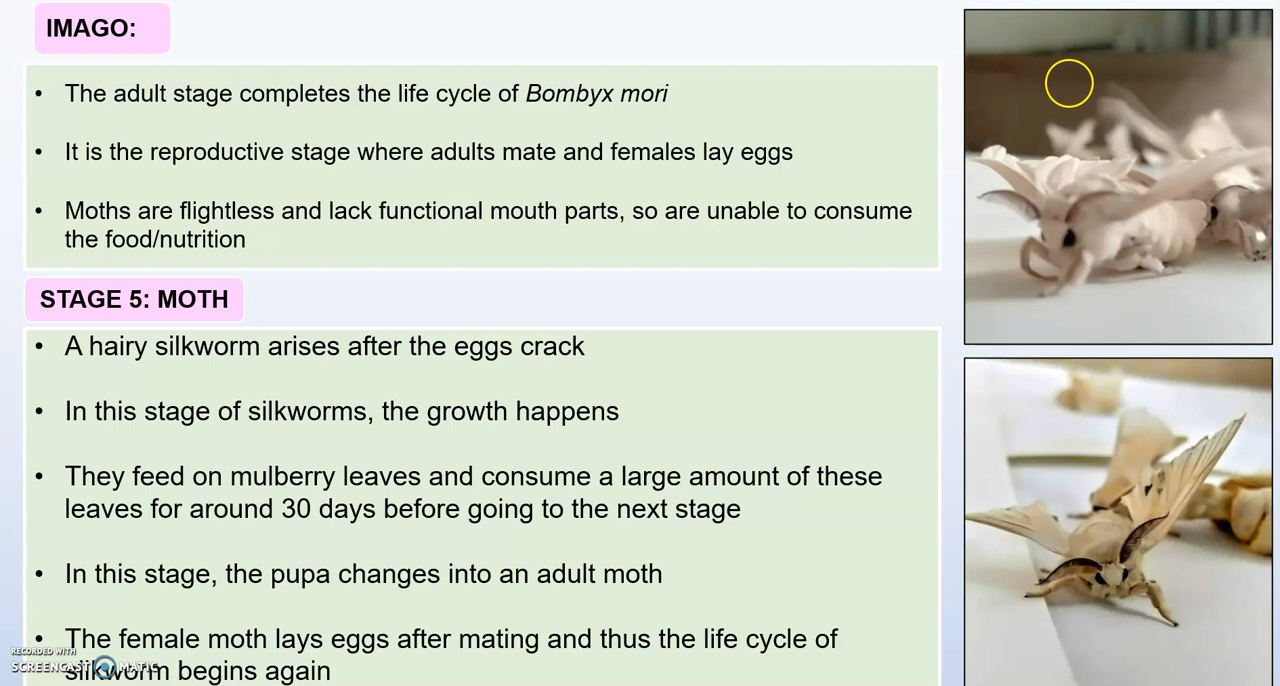 IMAGO:
• The adult stage completes the life cycle of Bombyx mori
• It is the reproductive stage where adults mate and females lay eggs
• Moths are flightless and lack functional mouth parts, so are unable to consume
the food/nutrition
STAGE 5: MOTH
• A hairy silkworm arises after the eggs crack
• In this stage of silkworms, the growth happens
• They feed on mulberry leaves and consume a large amount of these
leaves for around 30 days before going to the next stage
• In this stage, the pupa changes into an adult moth
• The female moth lays eggs after mating and thus the life cycle of
silkworm begins again
RECORDED WITH
SCREENCAST MATIC